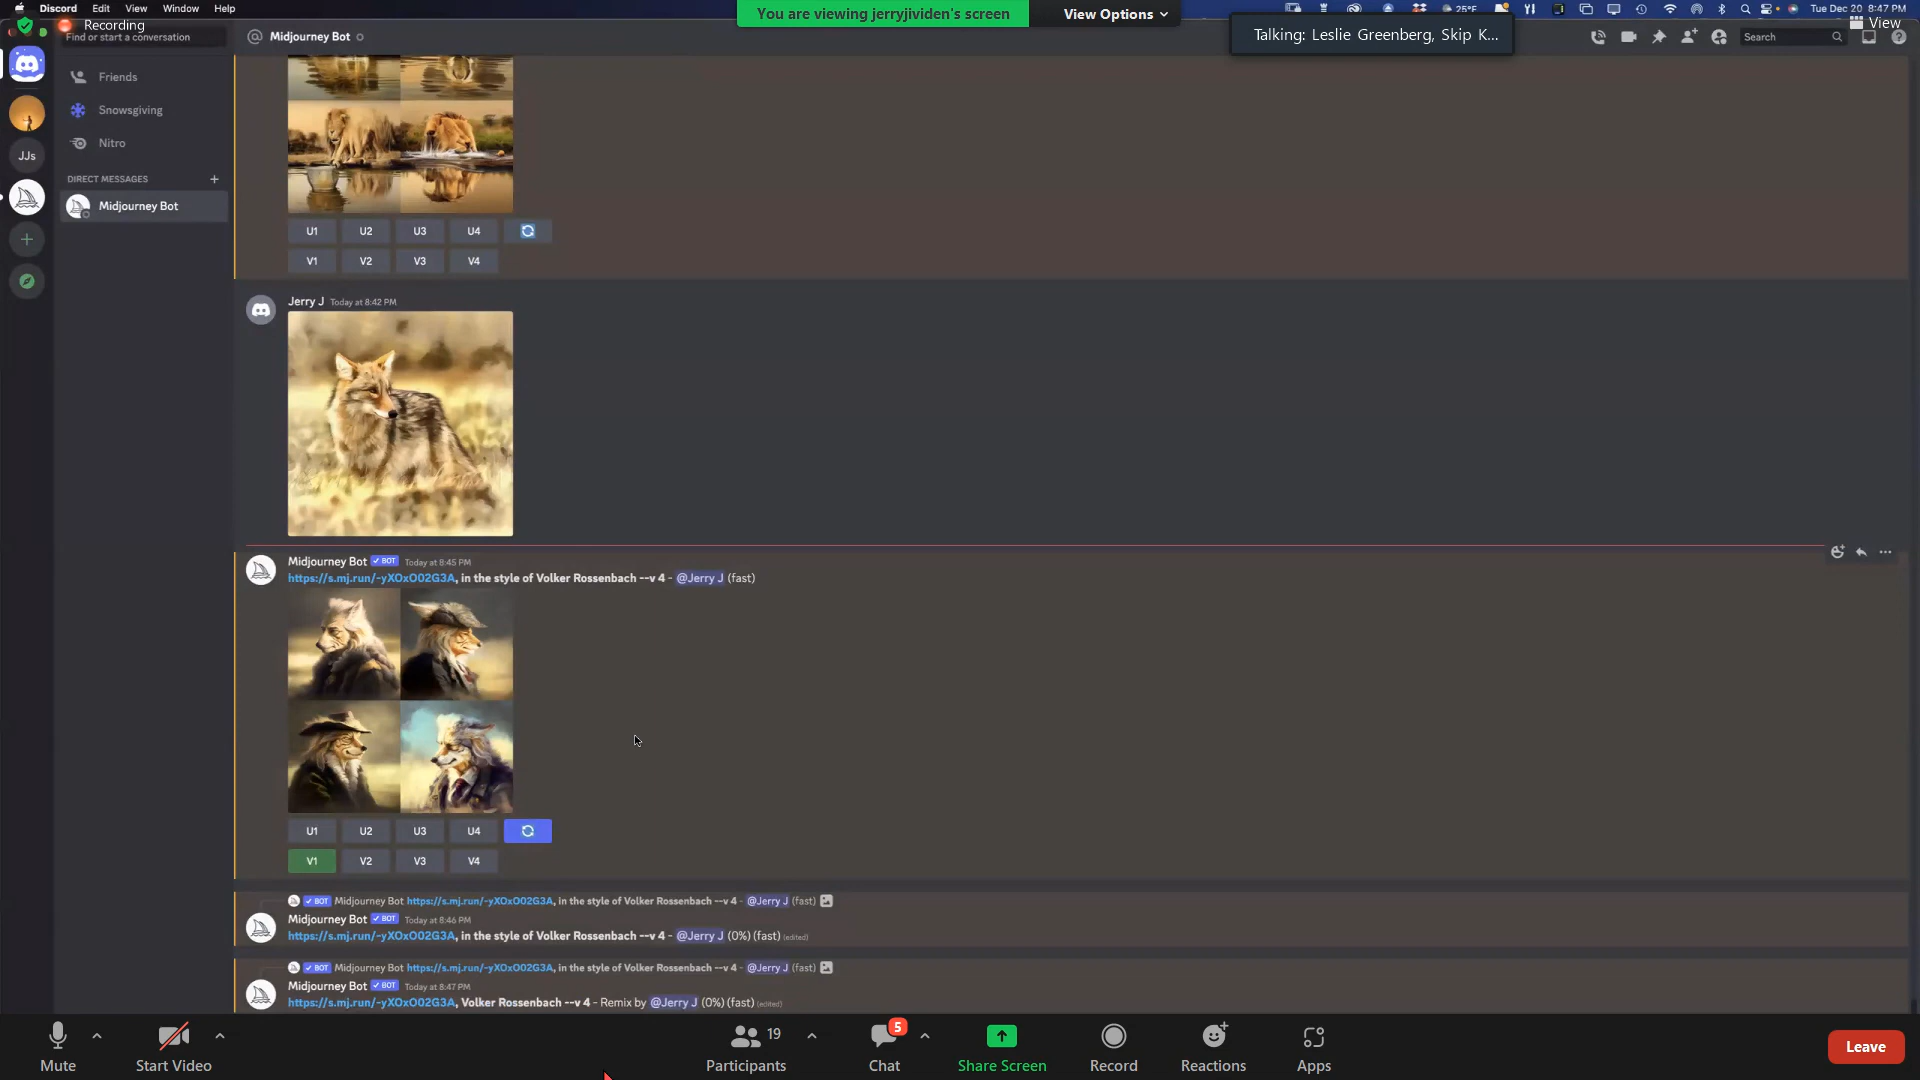 Discord Edit View Window Help
You are viewing jerryjividen's screen View Options
25°F Tue Dec 20 8:47 PM
Recording
View
Find or start a conversation
Midjourney Bot
Talking: Leslie Greenberg, Skip K...
Search
Friends
Snowsgiving
Nitro
JJs
DIRECT MESSAGES +
Midjourney Bot
U1 U2 U3 U4
V1 V2 V3 V4
Jerry J Today at 8:42 PM
Midjourney Bot BOT Today at 8:45 PM
https://s.mj.run/-yXOxO02G3A, in the style of Volker Rossenbach --v 4 - @Jerry J (fast)
U1 U2 U3 U4
V1 V2 V3 V4
BOT Midjourney Bot https://s.mj.run/-yXOxO02G3A, in the style of Volker Rossenbach --v 4 - @Jerry J (fast)
Midjourney Bot BOT Today at 8:46 PM
https://s.mj.run/-yXOxO02G3A, in the style of Volker Rossenbach --v 4 - @Jerry J (0%) (fast) (edited)
BOT Midjourney Bot https://s.mj.run/-yXOxO02G3A, in the style of Volker Rossenbach --v 4 - @Jerry J (fast)
Midjourney Bot BOT Today at 8:47 PM
https://s.mj.run/-yXOxO02G3A, Volker Rossenbach --v 4 - Remix by @Jerry J (0%) (fast) (edited)
19
5
Mute Start Video Participants Chat Share Screen Record Reactions Apps Leave